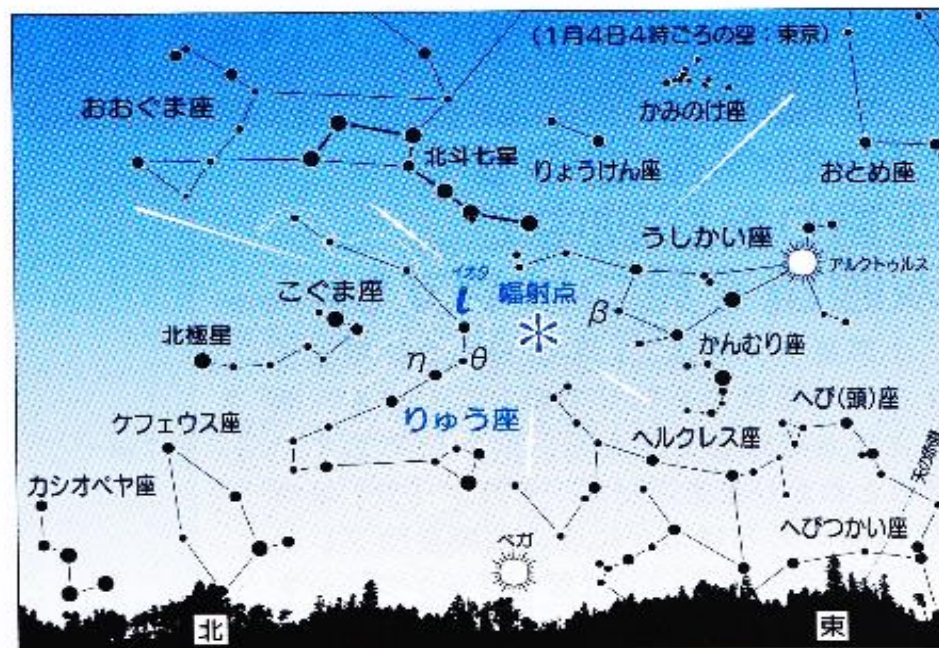 (1月4日4時ごろの空:東京)
おおぐま座
かみのけ座
北斗七星
りょうけん座
おとめ座
うしかい座
アルクトゥルス
イオタ
ι
輻射点
こぐま座
β
北極星
かんむり座
η
θ
りゅう座
ケフェウス座
ヘルクレス座
へび(頭)座
カシオペヤ座
へびつかい座
ベガ
北
東